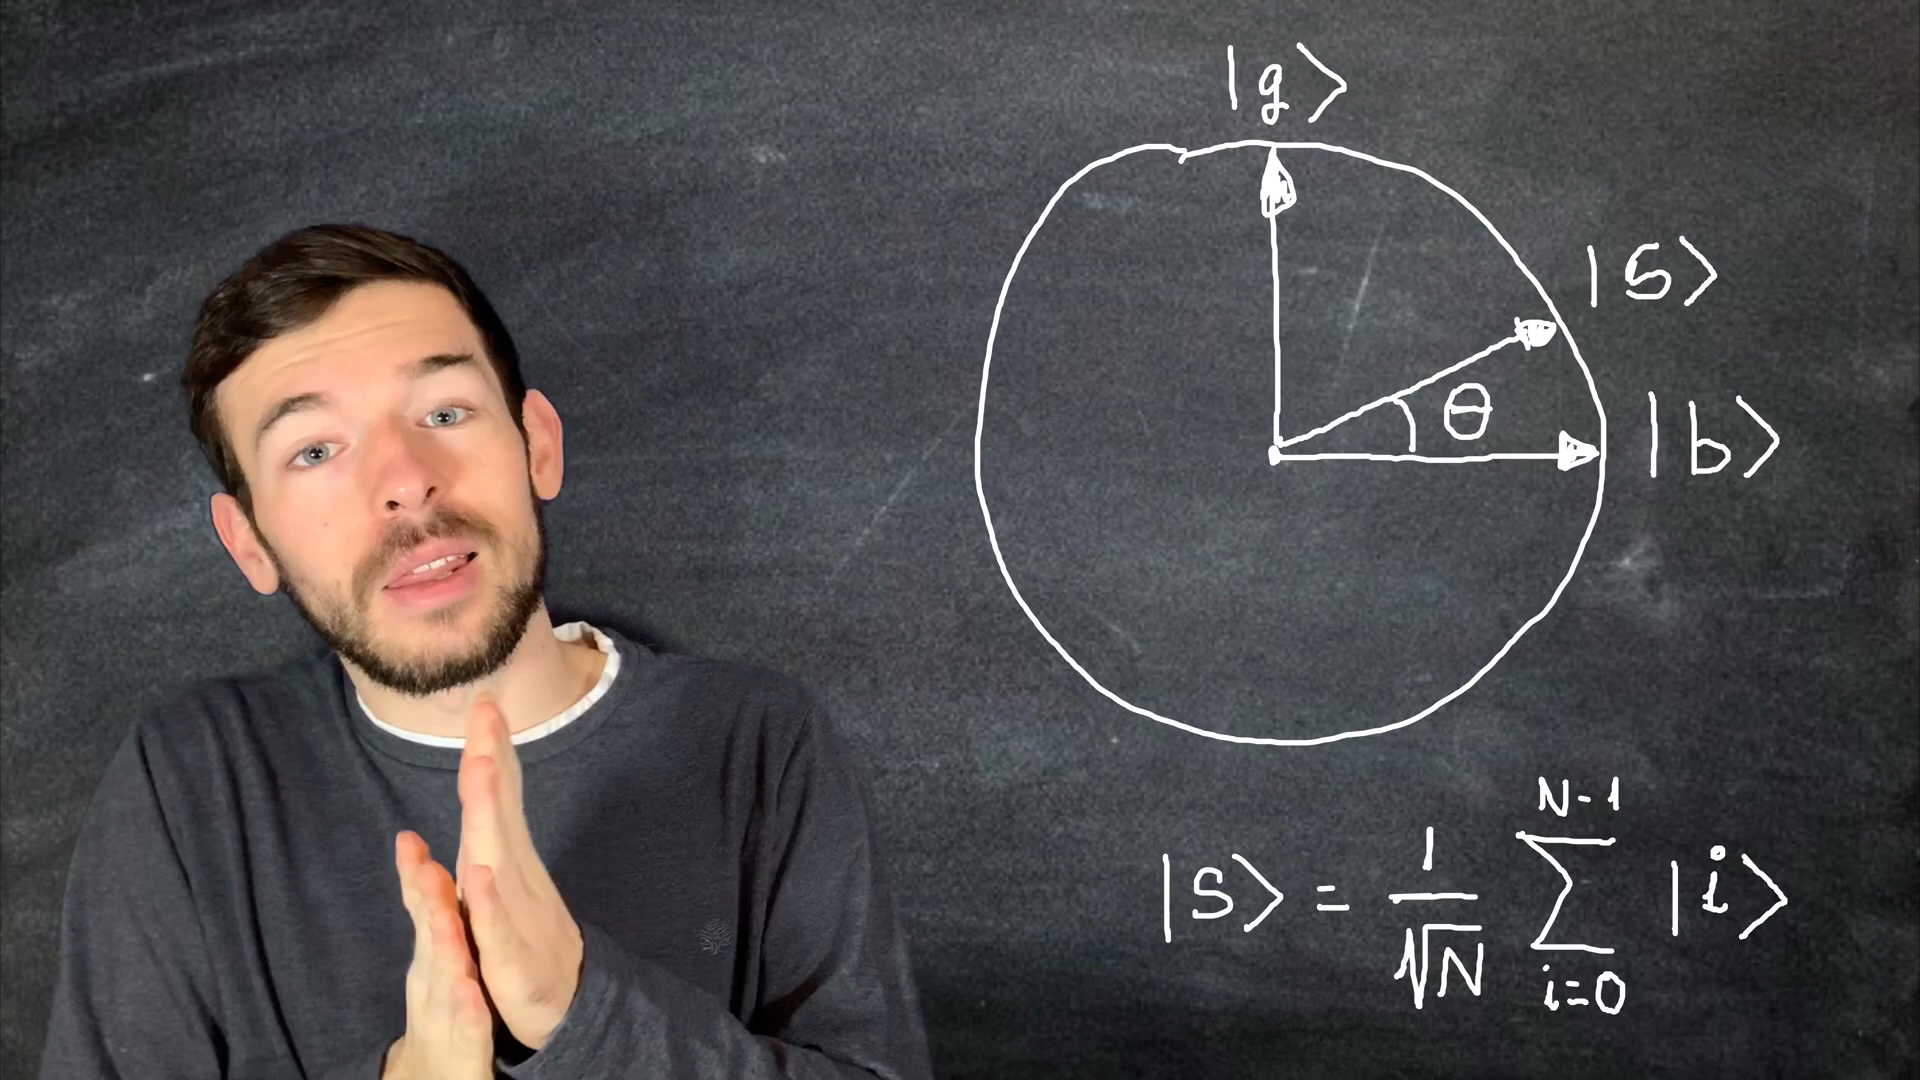 |g>
|s>
θ
|b>
|s> = 1/√N ∑_{i=0}^{N-1} |i>